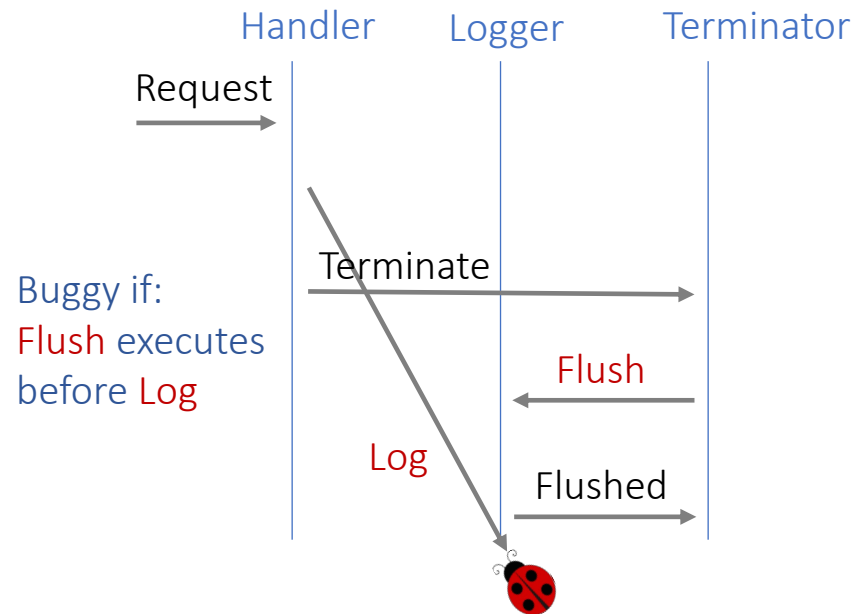 Handler Logger Terminator
Request
Terminate
Buggy if:
Flush executes
before Log
Flush
Log
Flushed